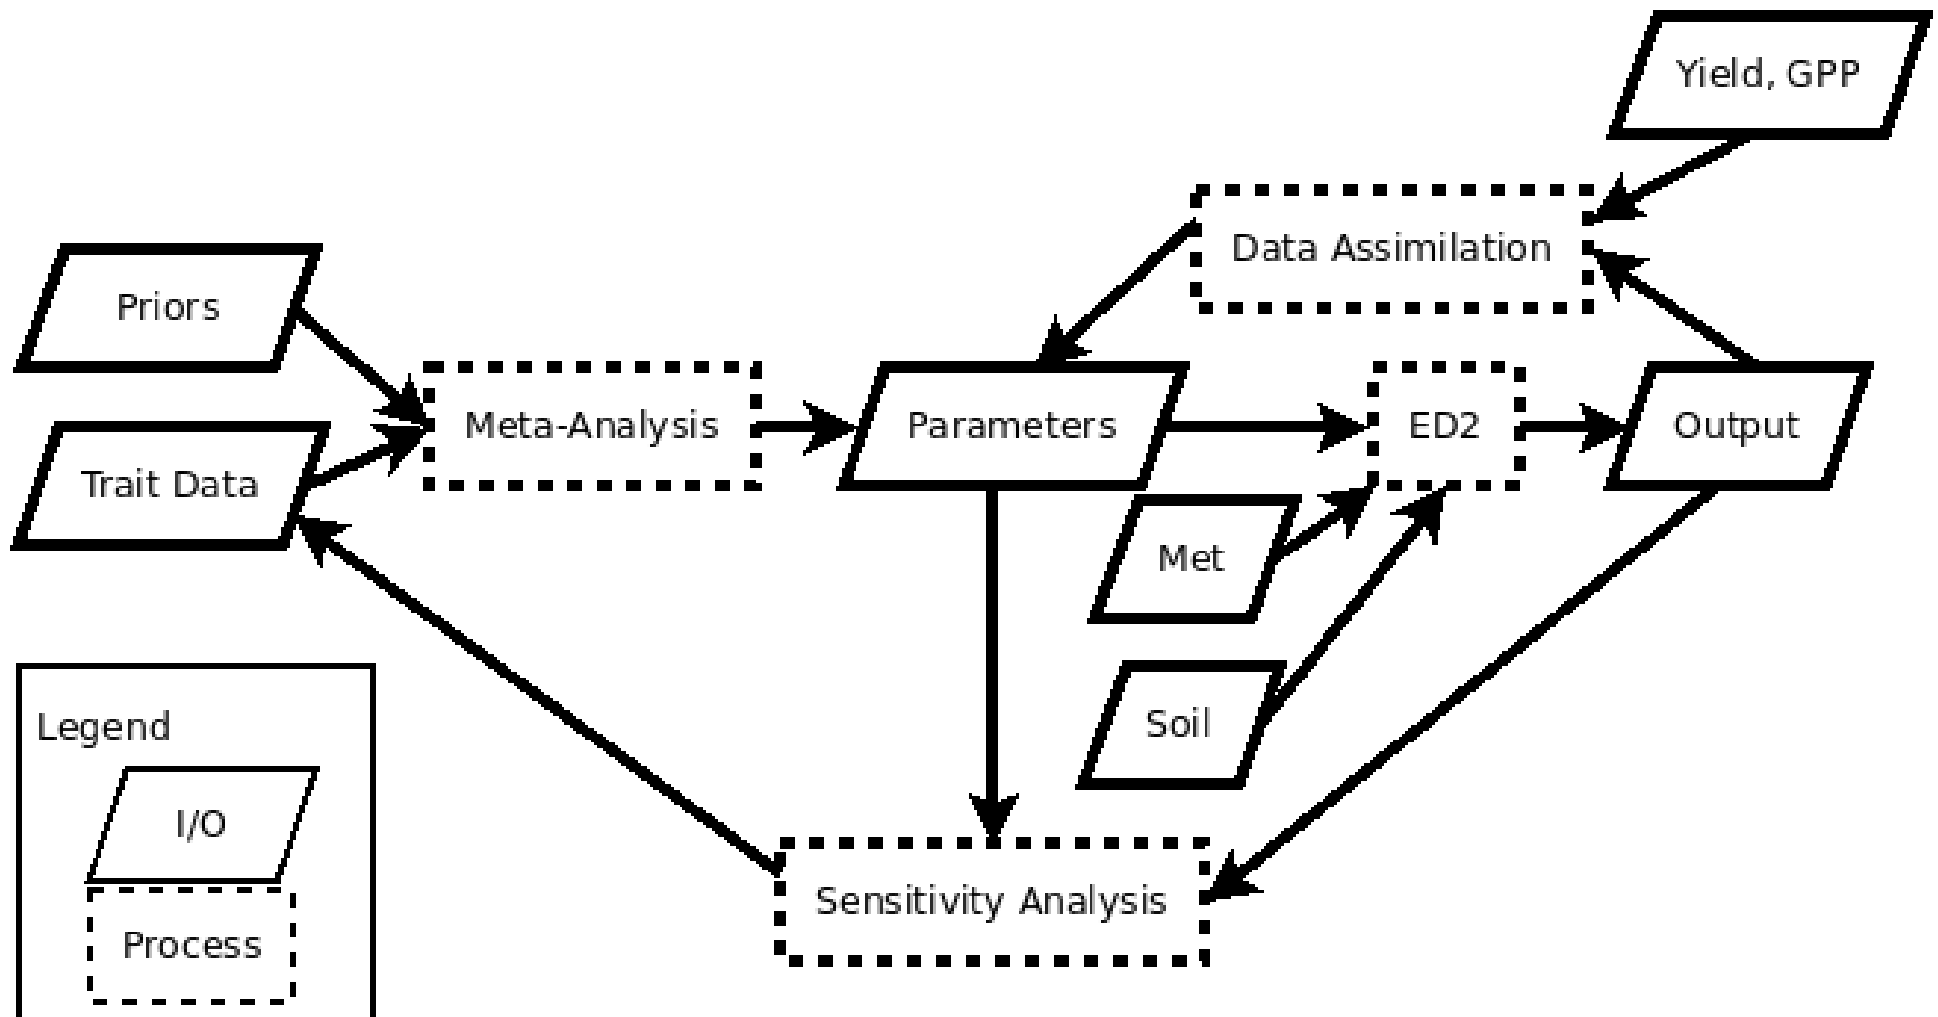 Yield, GPP
Data Assimilation
Priors
Meta-Analysis
Parameters
ED2
Output
Trait Data
Met
Soil
Sensitivity Analysis
Legend
I/O
Process